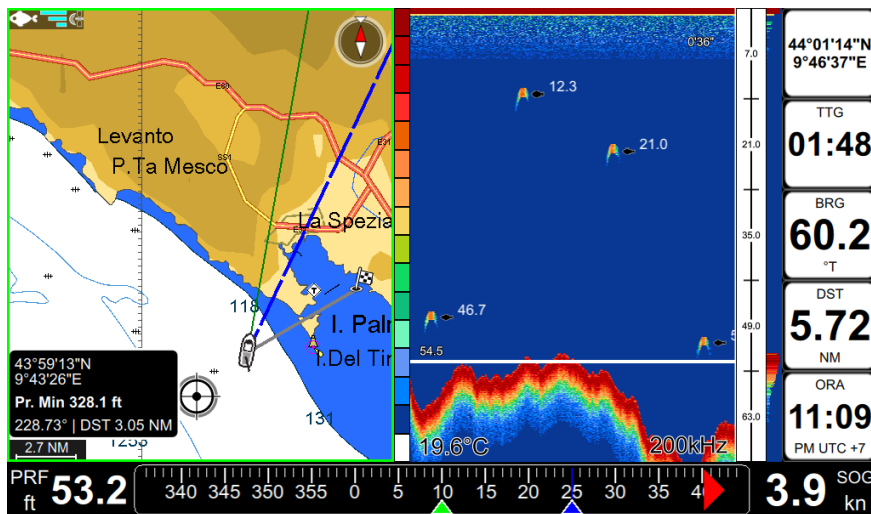 E60
Levanto
P.Ta Mesco
SS1
E31
La Spezia
T
118
I. Palm
I.Del Tir
131
1253
43°59'13"N
9°43'26"E
Pr. Min 328.1 ft
228.73° | DST 3.05 NM
2.7 NM
0'36"
12.3
21.0
46.7
5
54.5
19.6°C
200kHz
7.0
21.0
35.0
49.0
63.0
44°01'14"N
9°46'37"E
TTG
01:48
BRG
60.2
°T
DST
5.72
NM
ORA
11:09
PM UTC +7
PRF
ft
53.2
340 345 350 355 0 5 10 15 20 25 30 35
3.9
SOG
kn